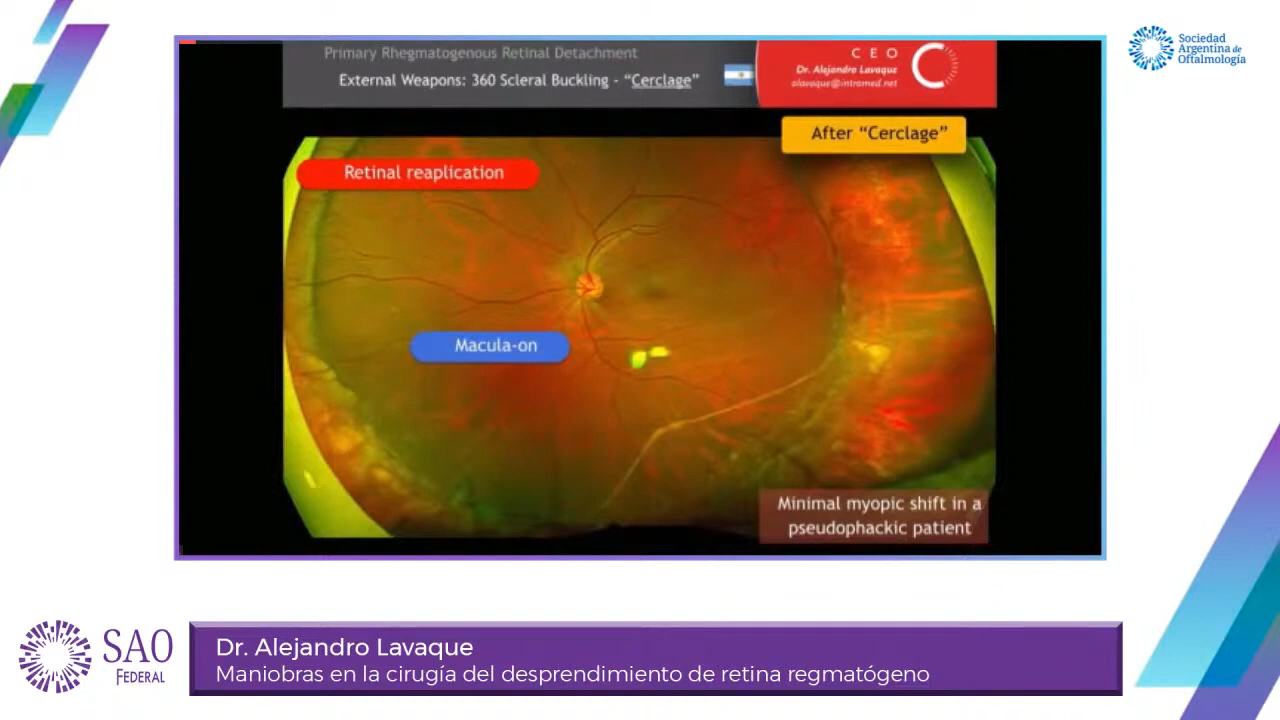 Primary Rhegmatogenous Retinal Detachment
External Weapons: 360 Scleral Buckling - “Cerclage”
C E O
Dr. Alejandro Lavaque
alavaque@intramed.net
Sociedad
Argentina de
Oftalmología
After “Cerclage”
Retinal reaplication
Macula-on
Minimal myopic shift in a
pseudophackic patient
SAO
FEDERAL
Dr. Alejandro Lavaque
Maniobras en la cirugía del desprendimiento de retina regmatógeno